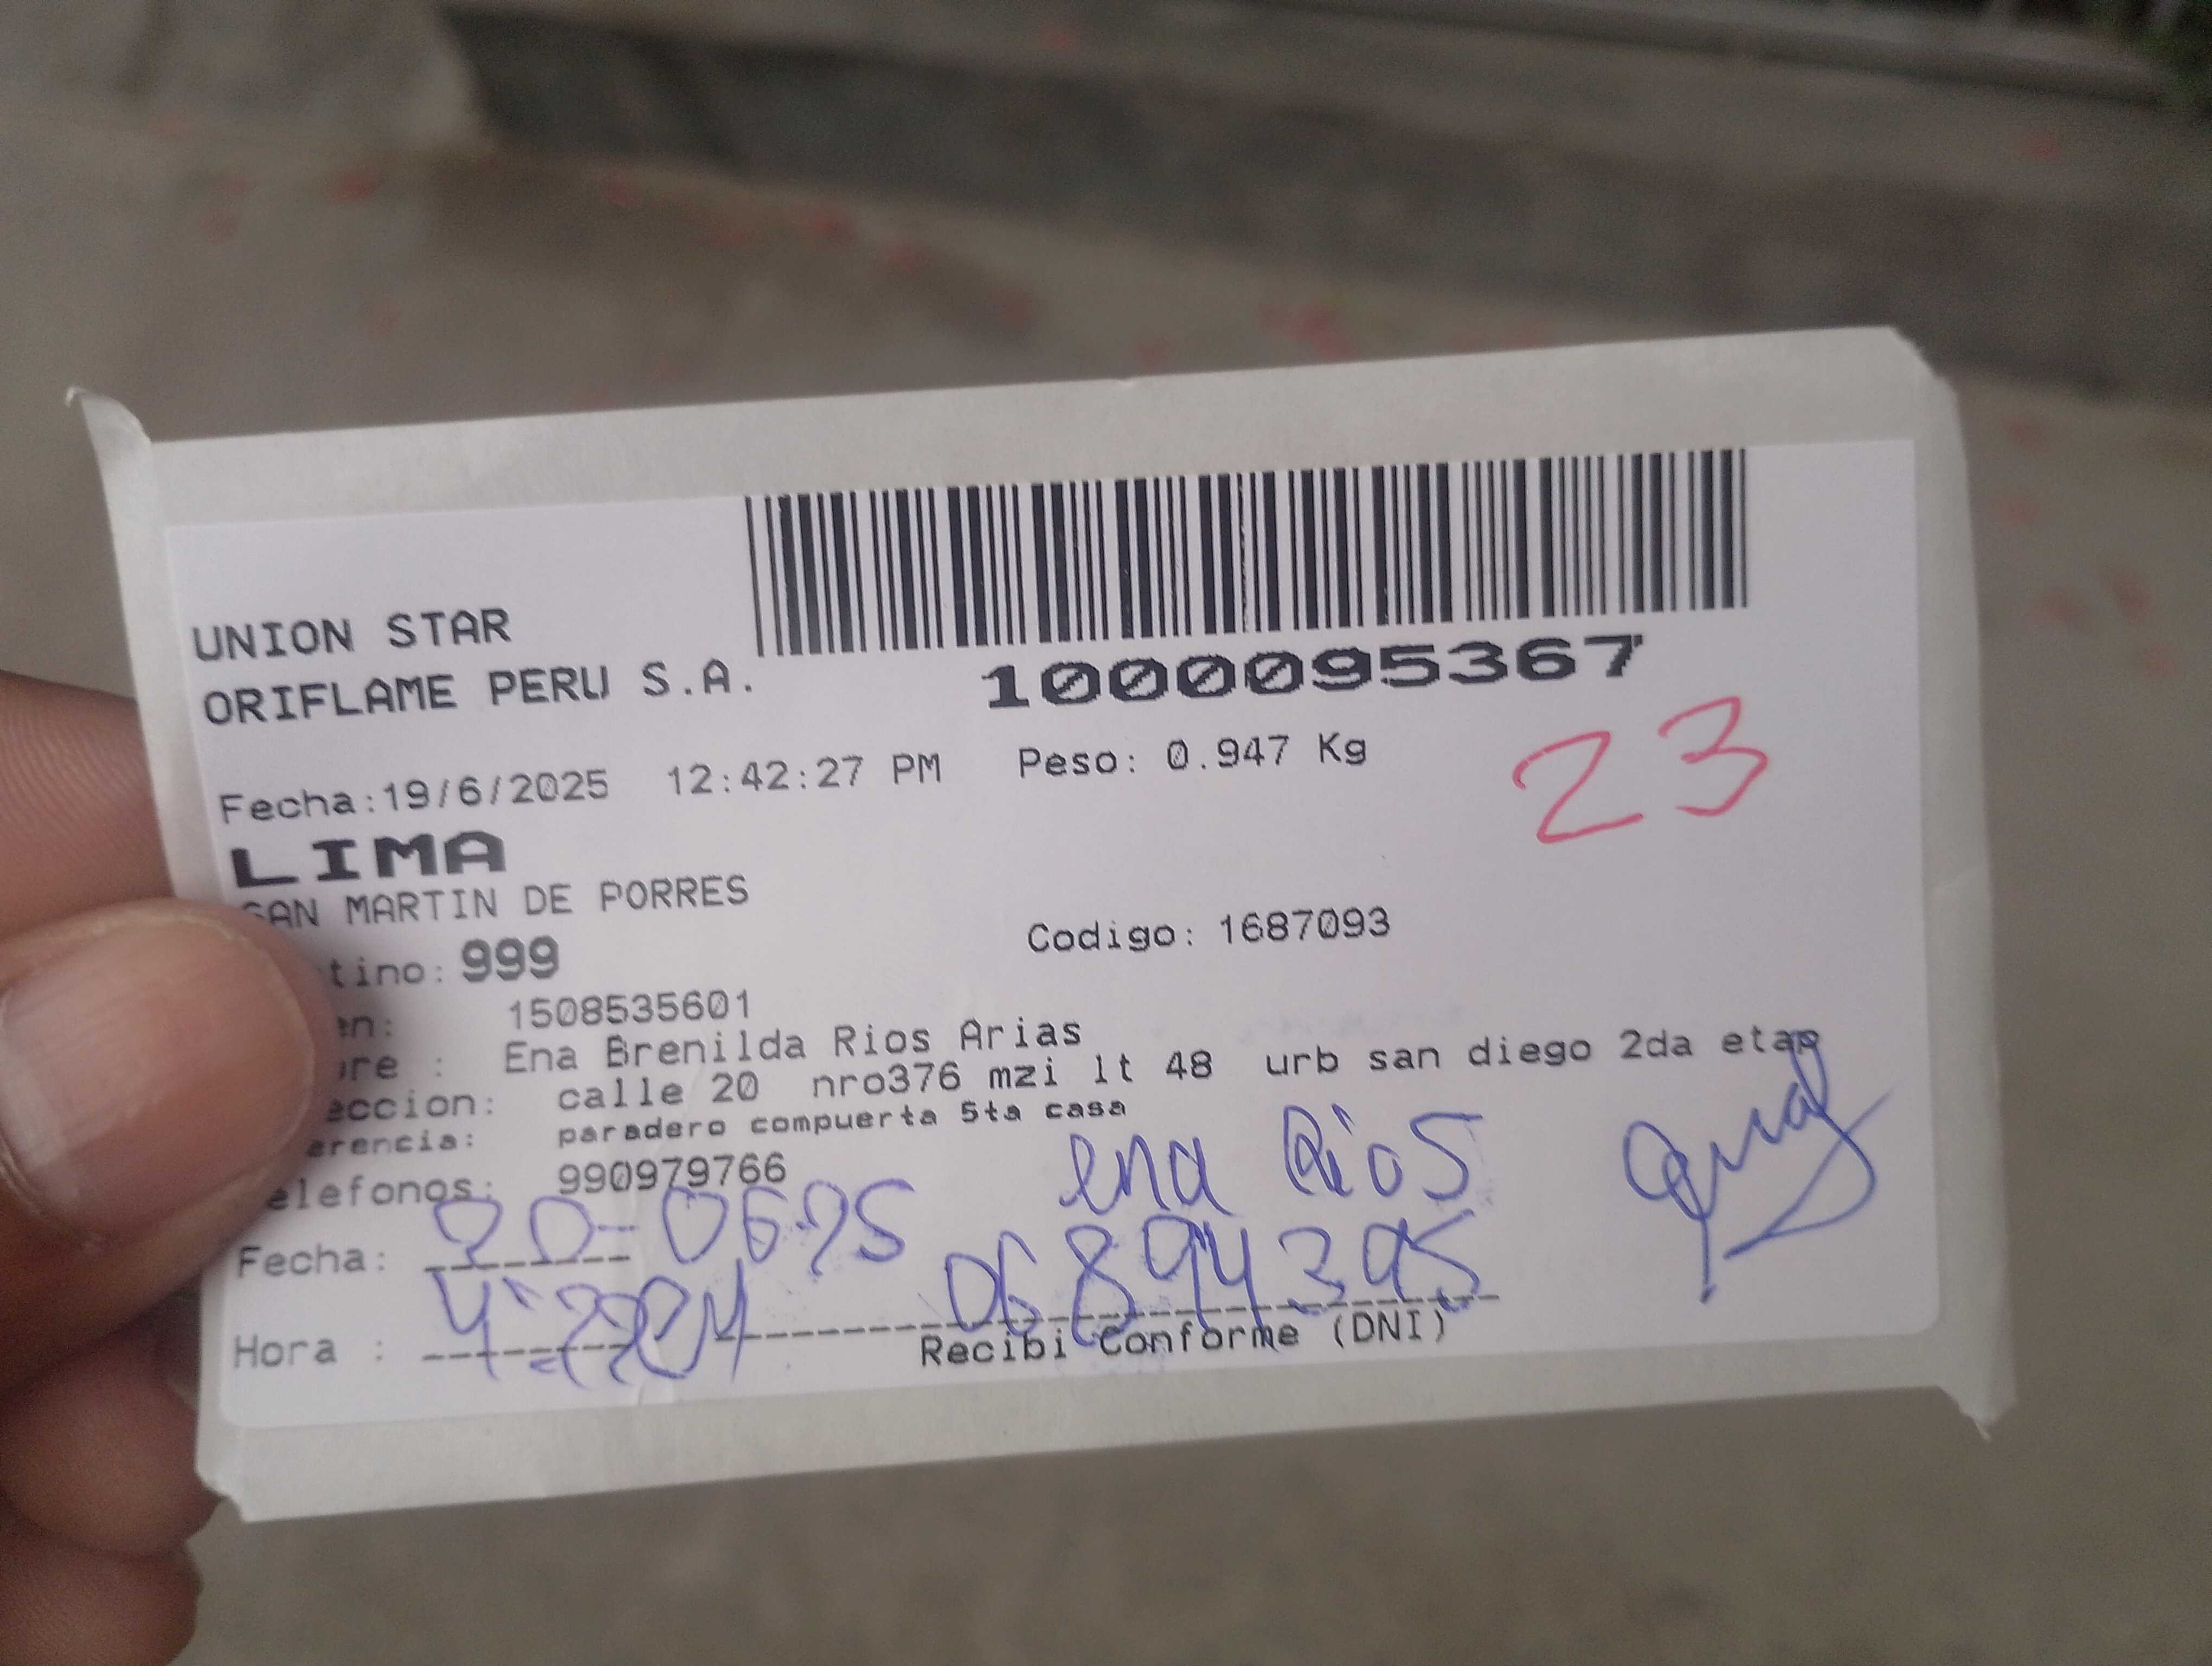 UNION STAR
ORIFLAME PERU S.A.
1000095367
Fecha:19/6/2025 12:42:27 PM Peso: 0.947 Kg
23
LIMA
SAN MARTIN DE PORRES
tino: 999 Codigo: 1687093
en: 1508535601
bre : Ena Brenilda Rios Arias
eccion: calle 20 nro376 mzi lt 48 urb san diego 2da etap
erencia: paradero compuerta 5ta casa
elefonos: 990979766
ena Rios
Fecha: 20-06-25
06894395
Hora :
Recibi Conforme (DNI)